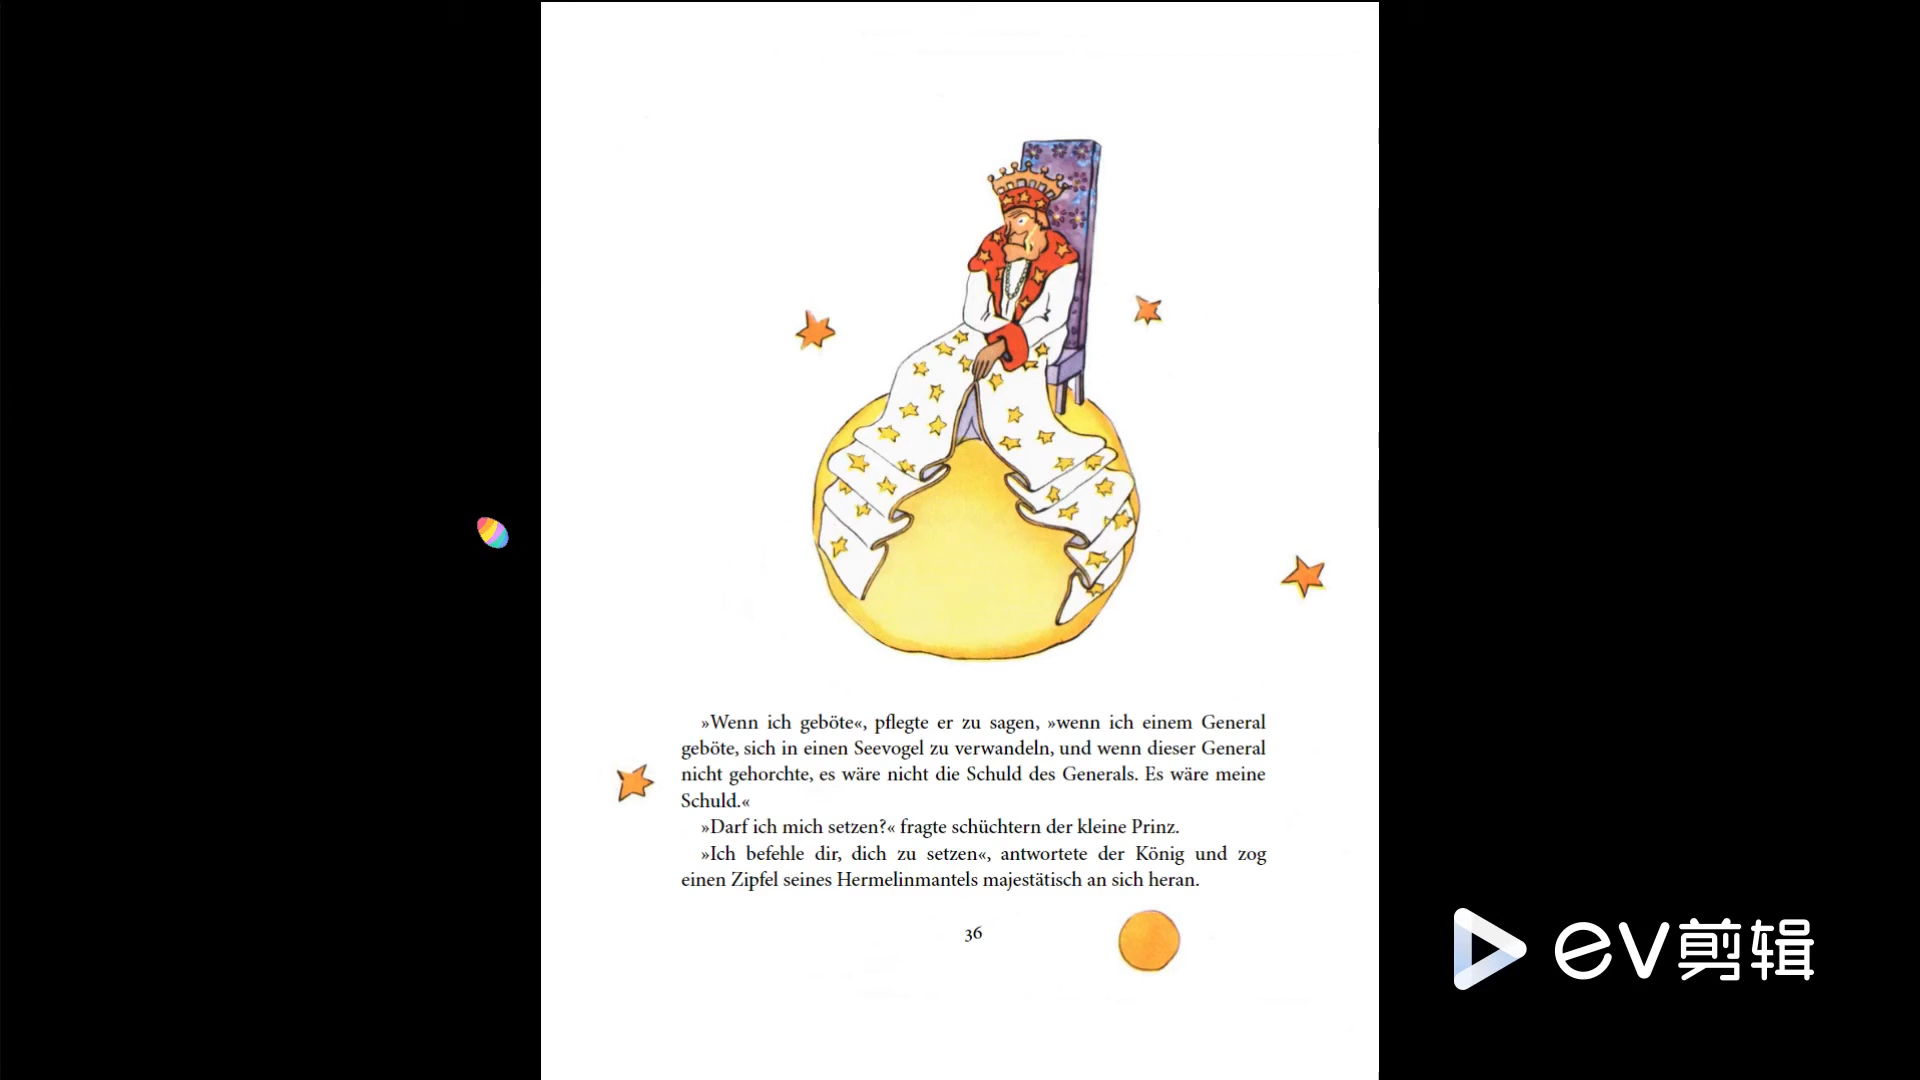 »Wenn ich geböte«, pflegte er zu sagen, »wenn ich einem General
geböte, sich in einen Seevogel zu verwandeln, und wenn dieser General
nicht gehorchte, es wäre nicht die Schuld des Generals. Es wäre meine
Schuld.«
»Darf ich mich setzen?« fragte schüchtern der kleine Prinz.
»Ich befehle dir, dich zu setzen«, antwortete der König und zog
einen Zipfel seines Hermelinmantels majestätisch an sich heran.
36
eV剪辑